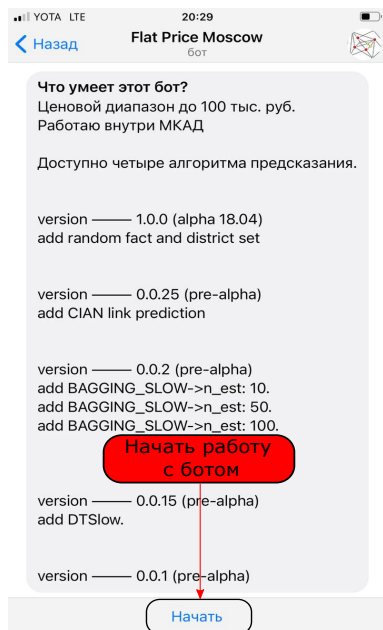 YOTA LTE 20:29
Назад Flat Price Moscow
бот
Что умеет этот бот?
Ценовой диапазон до 100 тыс. руб.
Работаю внутри МКАД
Доступно четыре алгоритма предсказания.
version ——— 1.0.0 (alpha 18.04)
add random fact and district set
version ——— 0.0.25 (pre-alpha)
add CIAN link prediction
version ——— 0.0.2 (pre-alpha)
add BAGGING_SLOW->n_est: 10.
add BAGGING_SLOW->n_est: 50.
add BAGGING_SLOW->n_est: 100.
Начать работу
с ботом
version ——— 0.0.15 (pre-alpha)
add DTSlow.
version ——— 0.0.1 (pre-alpha)
Начать